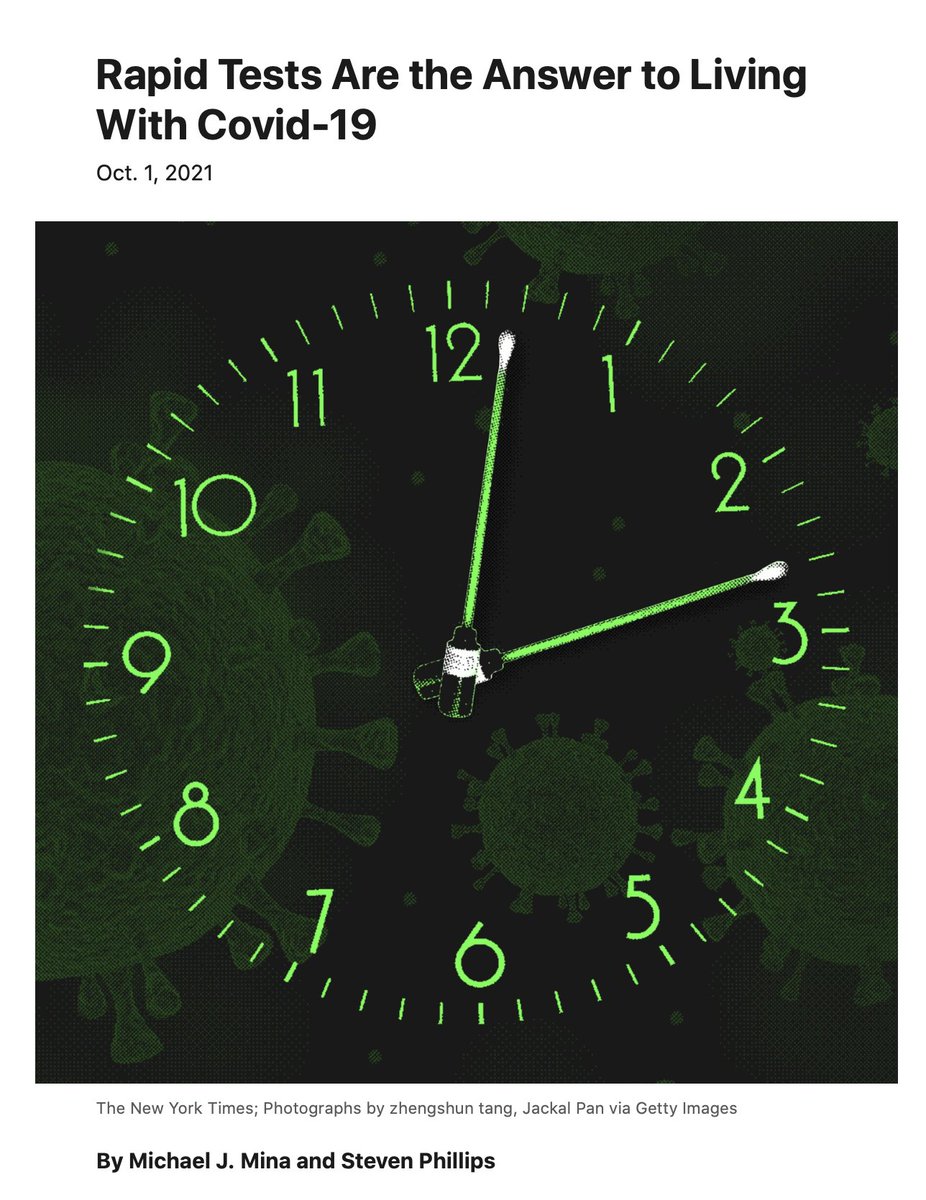 Rapid Tests Are the Answer to Living
With Covid-19
Oct. 1, 2021
12
11
1
10
2
9
3
8
4
7
5
6
The New York Times; Photographs by zhengshun tang, Jackal Pan via Getty Images
By Michael J. Mina and Steven Phillips